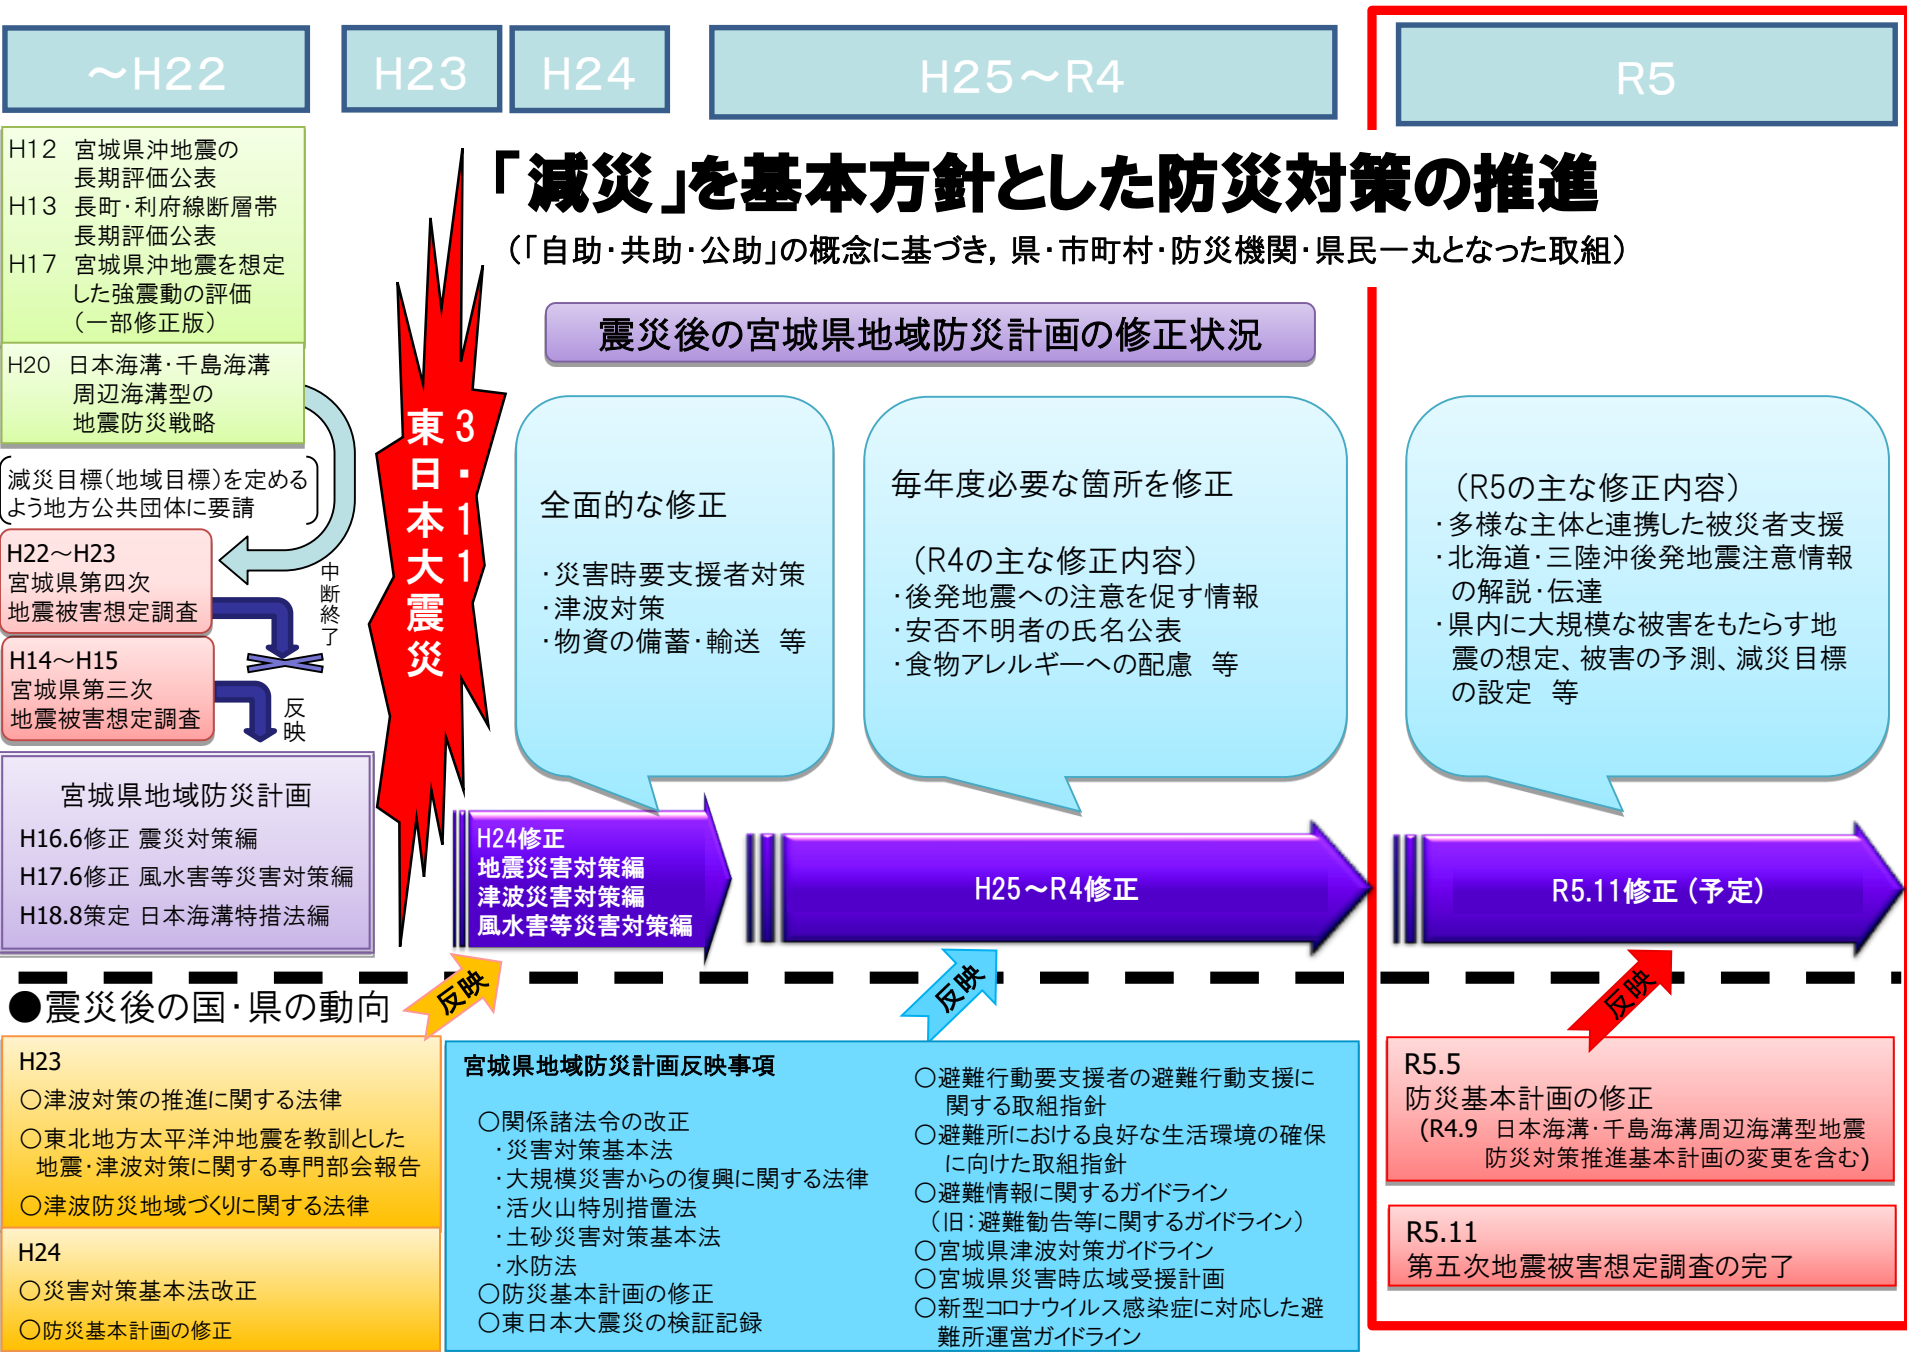 ～H22
H23
H24
H25～R4
R5
H12 宮城県沖地震の
長期評価公表
H13 長町・利府線断層帯
長期評価公表
H17 宮城県沖地震を想定
した強震動の評価
（一部修正版）
H20 日本海溝・千島海溝
周辺海溝型の
地震防災戦略
減災目標（地域目標）を定める
よう地方公共団体に要請
H22～H23
宮城県第四次
地震被害想定調査
中断終了
H14～H15
宮城県第三次
地震被害想定調査
反映
宮城県地域防災計画
H16.6修正 震災対策編
H17.6修正 風水害等災害対策編
H18.8策定 日本海溝特措法編
3・11
東日本大震災
「減災」を基本方針とした防災対策の推進
（「自助・共助・公助」の概念に基づき，県・市町村・防災機関・県民一丸となった取組）
震災後の宮城県地域防災計画の修正状況
全面的な修正
・災害時要支援者対策
・津波対策
・物資の備蓄・輸送 等
毎年度必要な箇所を修正
（R4の主な修正内容）
・後発地震への注意を促す情報
・安否不明者の氏名公表
・食物アレルギーへの配慮 等
（R5の主な修正内容）
・多様な主体と連携した被災者支援
・北海道・三陸沖後発地震注意情報
の解説・伝達
・県内に大規模な被害をもたらす地
震の想定、被害の予測、減災目標
の設定 等
H24修正
地震災害対策編
津波災害対策編
風水害等災害対策編
H25～R4修正
R5.11修正（予定）
●震災後の国・県の動向
反映
反映
反映
H23
○津波対策の推進に関する法律
○東北地方太平洋沖地震を教訓とした
地震・津波対策に関する専門部会報告
○津波防災地域づくりに関する法律
H24
○災害対策基本法改正
○防災基本計画の修正
宮城県地域防災計画反映事項
○関係諸法令の改正
・災害対策基本法
・大規模災害からの復興に関する法律
・活火山特別措置法
・土砂災害対策基本法
・水防法
○防災基本計画の修正
○東日本大震災の検証記録
○避難行動要支援者の避難行動支援に
関する取組指針
○避難所における良好な生活環境の確保
に向けた取組指針
○避難情報に関するガイドライン
（旧：避難勧告等に関するガイドライン）
○宮城県津波対策ガイドライン
○宮城県災害時広域受援計画
○新型コロナウイルス感染症に対応した避
難所運営ガイドライン
R5.5
防災基本計画の修正
（R4.9 日本海溝・千島海溝周辺海溝型地震
防災対策推進基本計画の変更を含む）
R5.11
第五次地震被害想定調査の完了